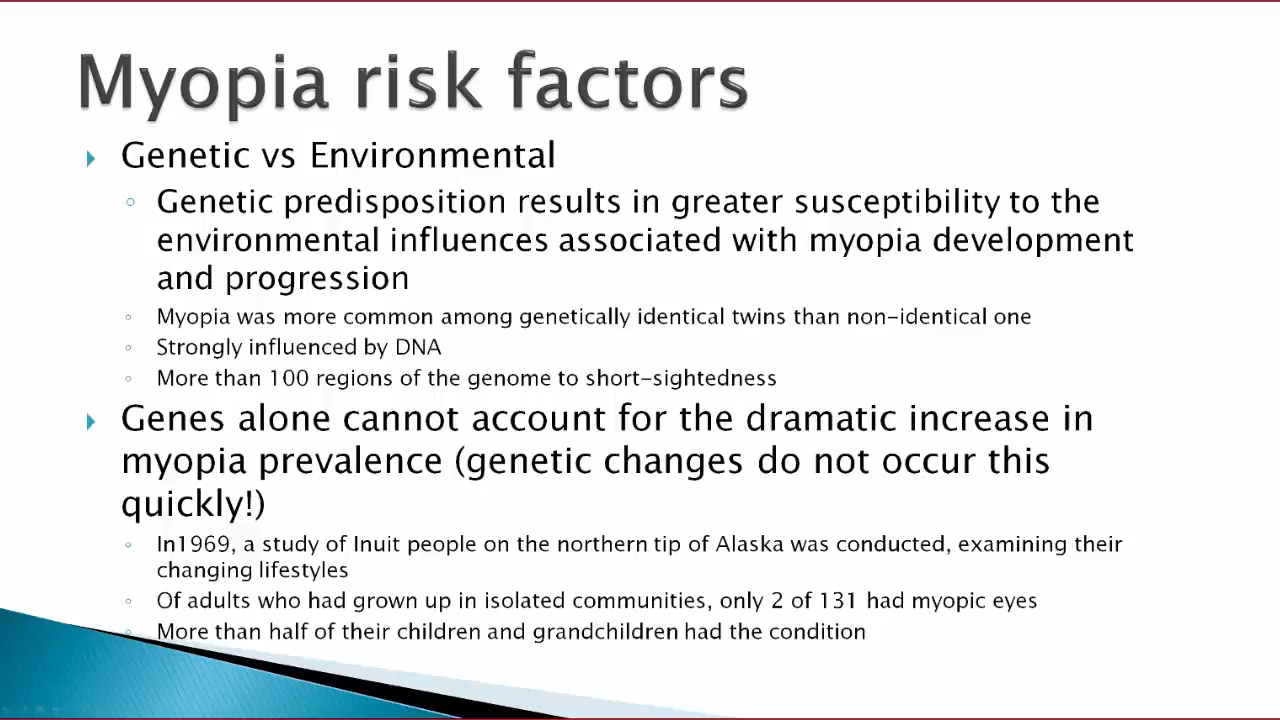 Myopia risk factors
Genetic vs Environmental
Genetic predisposition results in greater susceptibility to the
environmental influences associated with myopia development
and progression
Myopia was more common among genetically identical twins than non-identical one
Strongly influenced by DNA
More than 100 regions of the genome to short-sightedness
Genes alone cannot account for the dramatic increase in
myopia prevalence (genetic changes do not occur this
quickly!)
In1969, a study of Inuit people on the northern tip of Alaska was conducted, examining their
changing lifestyles
Of adults who had grown up in isolated communities, only 2 of 131 had myopic eyes
More than half of their children and grandchildren had the condition